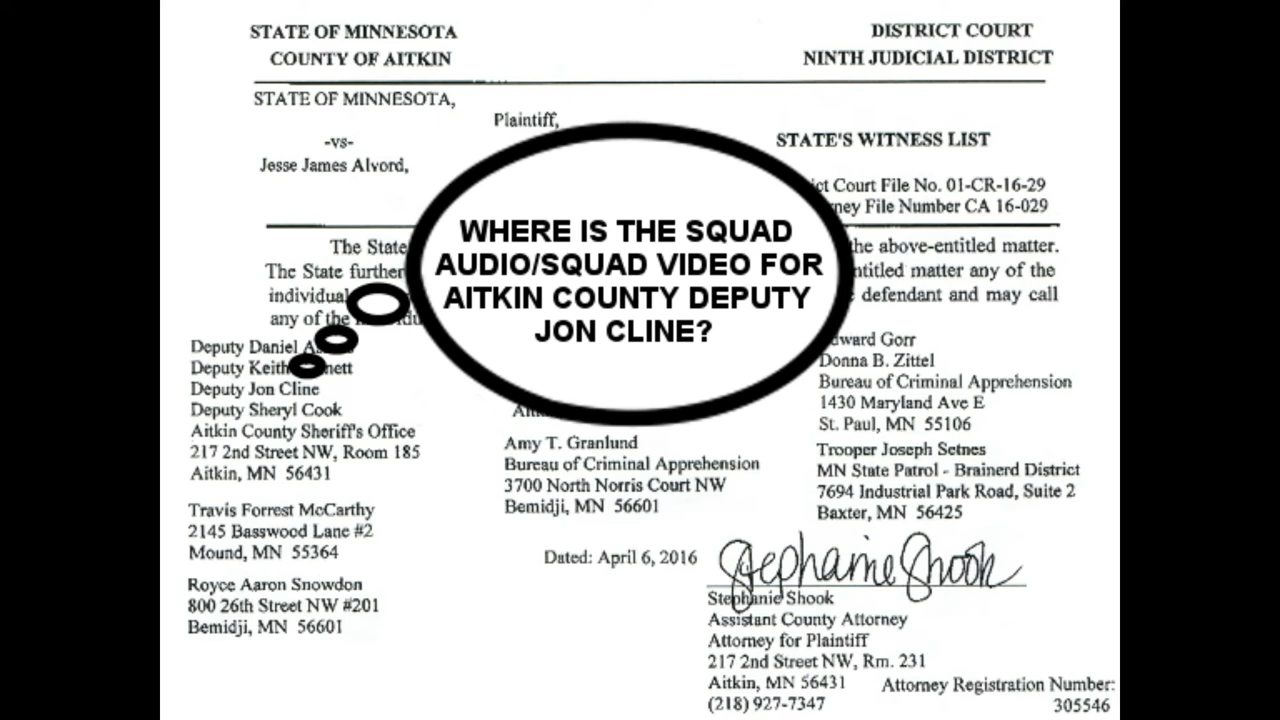 STATE OF MINNESOTA
COUNTY OF AITKIN
DISTRICT COURT
NINTH JUDICIAL DISTRICT
STATE OF MINNESOTA,
Plaintiff,
-vs-
Jesse James Alvord,
STATE'S WITNESS LIST
Court File No. 01-CR-16-29
File Number CA 16-029
The State
the above-entitled matter.
The State further
matter any of the
individual
defendant and may call
any of the
WHERE IS THE SQUAD
AUDIO/SQUAD VIDEO FOR
AITKIN COUNTY DEPUTY
JON CLINE?
Deputy Daniel
Deputy Keith
Deputy Jon Cline
Deputy Sheryl Cook
Aitkin County Sheriff's Office
217 2nd Street NW, Room 185
Aitkin, MN 56431
Travis Forrest McCarthy
2145 Basswood Lane #2
Mound, MN 55364
Royce Aaron Snowdon
800 26th Street NW #201
Bemidji, MN 56601
Amy T. Granlund
Bureau of Criminal Apprehension
3700 North Norris Court NW
Bemidji, MN 56601
Gorr
Donna B. Zittel
Bureau of Criminal Apprehension
1430 Maryland Ave E
St. Paul, MN 55106
Trooper Joseph Setnes
MN State Patrol - Brainerd District
7694 Industrial Park Road, Suite 2
Baxter, MN 56425
Dated: April 6, 2016
Stephanie Shook
Stephanie Shook
Assistant County Attorney
Attorney for Plaintiff
217 2nd Street NW, Rm. 231
Aitkin, MN 56431
(218) 927-7347
Attorney Registration Number:
305546